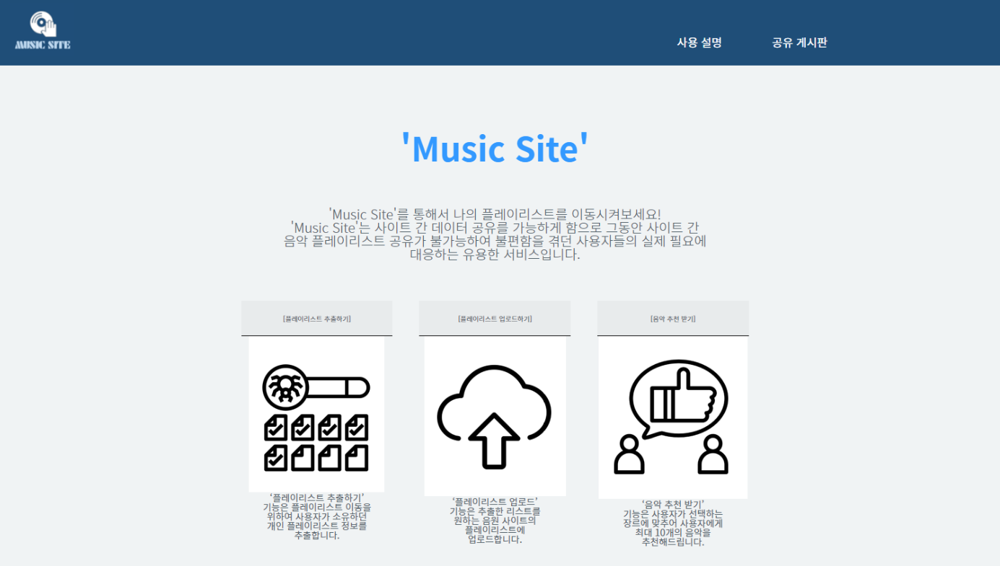 MUSIC SITE
사용 설명
공유 게시판
'Music Site'
'Music Site'를 통해서 나의 플레이리스트를 이동시켜보세요!
'Music Site'는 사이트 간 데이터 공유를 가능하게 함으로 그동안 사이트 간
음악 플레이리스트 공유가 불가능하여 불편함을 겪던 사용자들의 실제 필요에
대응하는 유용한 서비스입니다.
[플레이리스트 추출하기]
‘플레이리스트 추출하기’
기능은 플레이리스트 이동을
위하여 사용자가 소유하던
개인 플레이리스트 정보를
추출합니다.
[플레이리스트 업로드하기]
‘플레이리스트 업로드’
기능은 추출한 리스트를
원하는 음원 사이트의
플레이리스트에
업로드합니다.
[음악 추천 받기]
‘음악 추천 받기’
기능은 사용자가 선택하는
장르에 맞추어 사용자에게
최대 10개의 음악을
추천해드립니다.